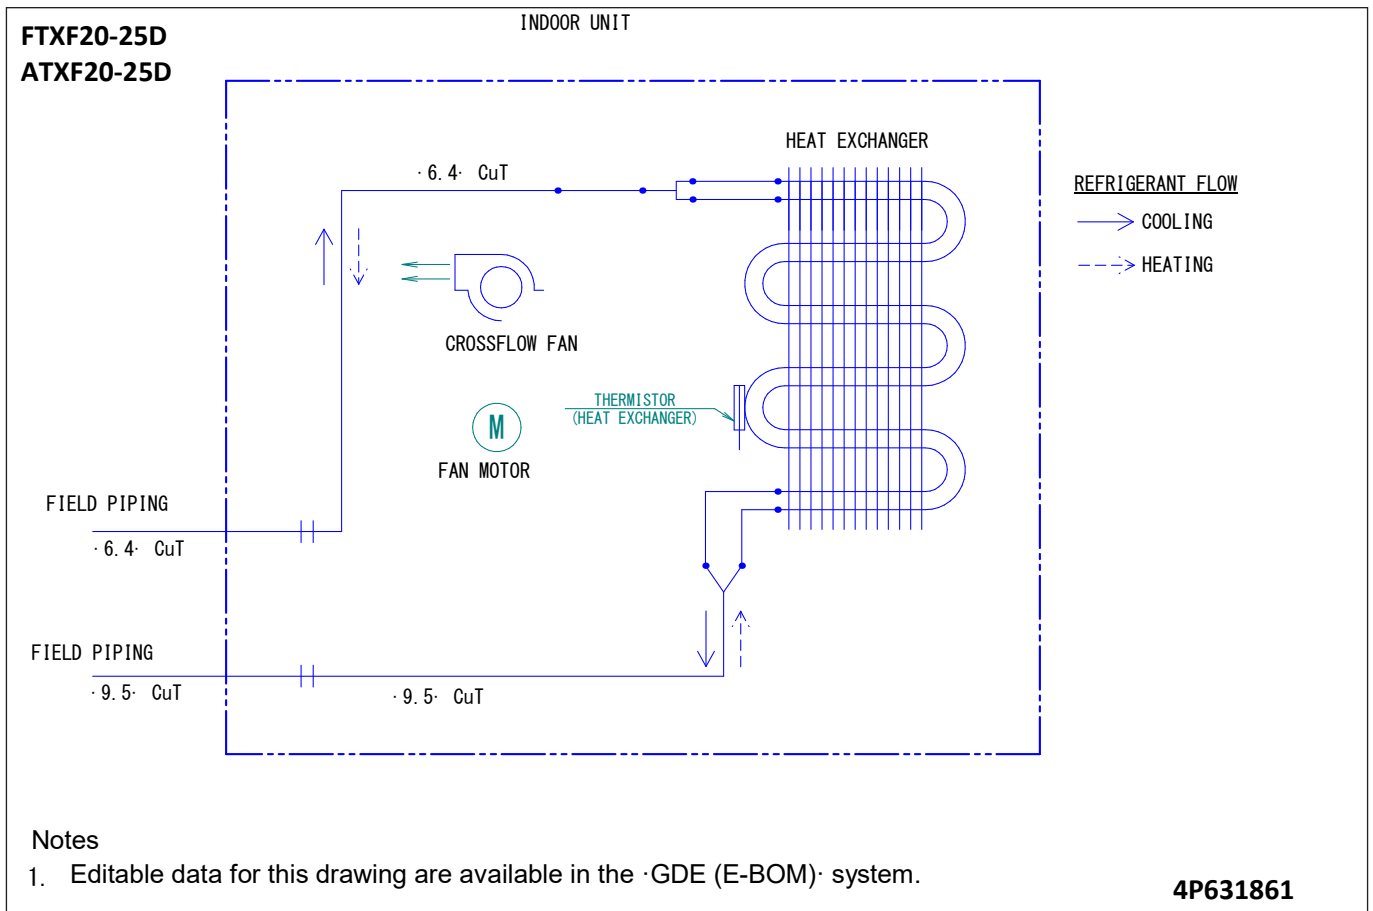 FTXF20-25D
ATXF20-25D
INDOOR UNIT
HEAT EXCHANGER
·6.4· CuT
REFRIGERANT FLOW
COOLING
HEATING
CROSSFLOW FAN
THERMISTOR
(HEAT EXCHANGER)
M
FAN MOTOR
FIELD PIPING
·6.4· CuT
FIELD PIPING
·9.5· CuT
·9.5· CuT
Notes
1. Editable data for this drawing are available in the ·GDE (E-BOM)· system.
4P631861